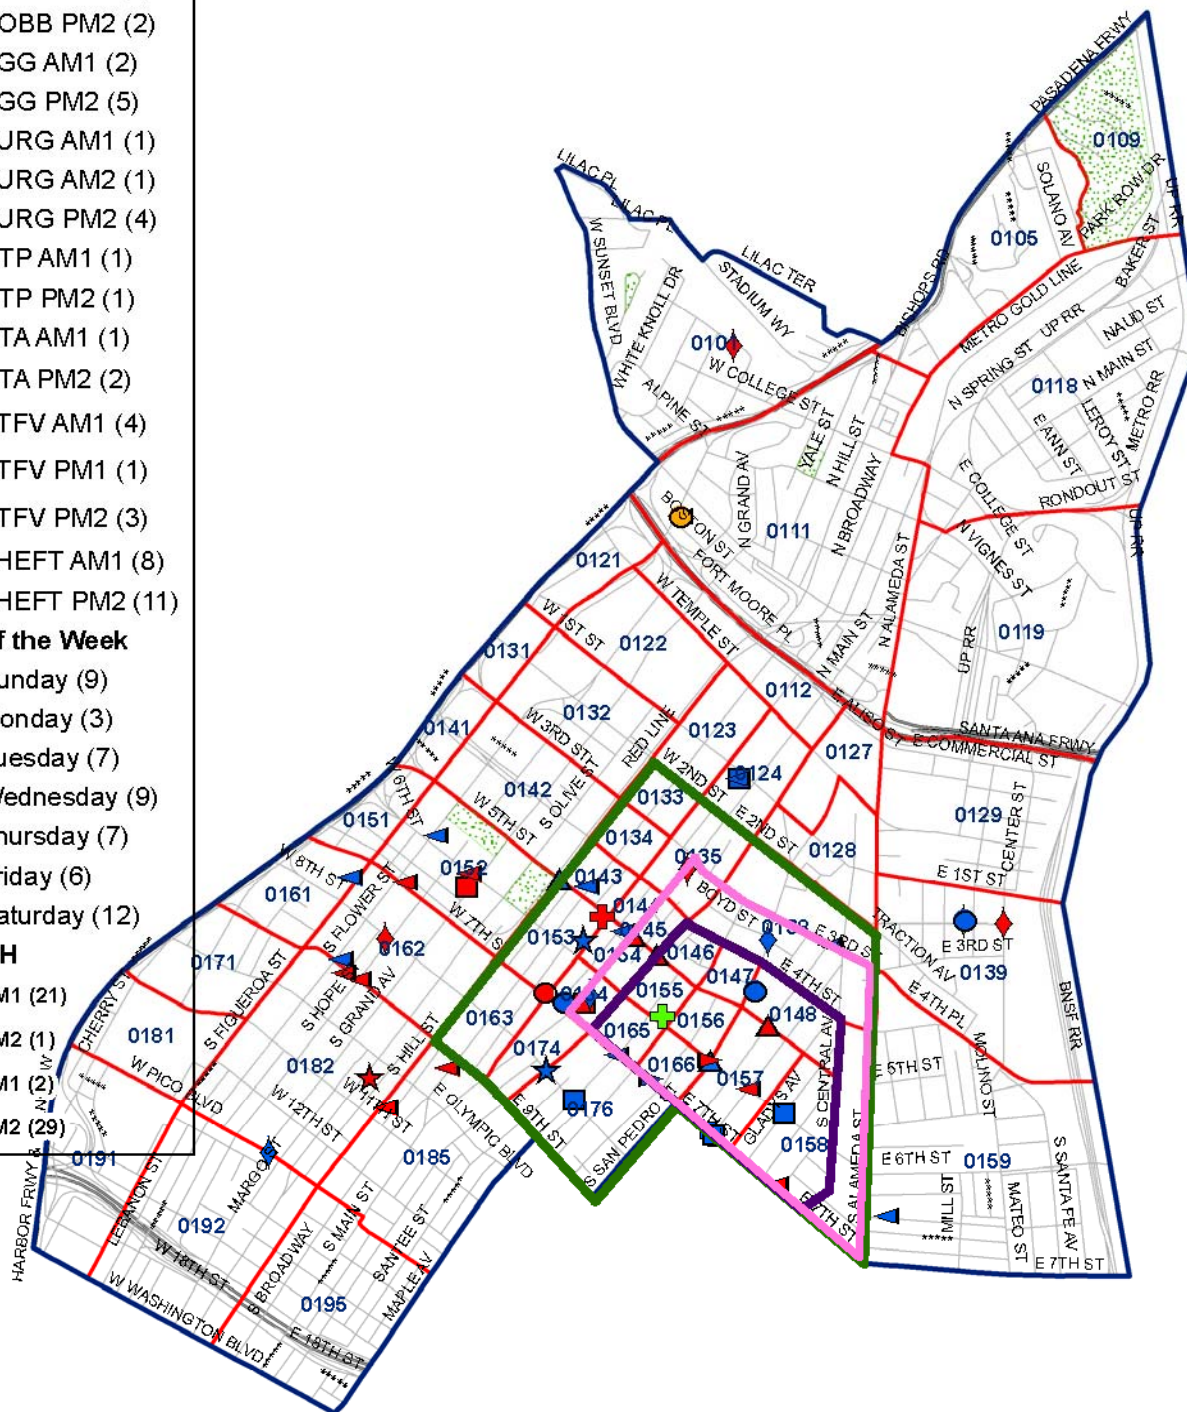 OBB PM2 (2)
GG AM1 (2)
GG PM2 (5)
URG AM1 (1)
URG AM2 (1)
URG PM2 (4)
TP AM1 (1)
TP PM2 (1)
TA AM1 (1)
TA PM2 (2)
TFV AM1 (4)
TFV PM1 (1)
TFV PM2 (3)
HEFT AM1 (8)
HEFT PM2 (11)
f the Week
unday (9)
onday (3)
uesday (7)
Wednesday (9)
hursday (7)
riday (6)
aturday (12)
H
M1 (21)
M2 (1)
M1 (2)
M2 (29)
PASADENA FRWY
0109
SOLANO AV
PARK ROW DR
UP RR
0105
BAKER ST
LILAC PL
W SUNSET BLVD
LILAC TER
STADIUM WY
BISHOPS RD
METRO GOLD LINE
WHITE KNOLL DR
W COLLEGE ST
ALPINE ST
N SPRING ST
UP RR
NAUD ST
N MAIN ST
0118
METRO RR
LEROY ST
E ANN ST
RONDOUT ST
YALE ST
N HILL ST
N BROADWAY
N GRAND AV
0111
E COLLEGE ST
N VIGNES ST
UP RR
FORT MOORE PL
N ALAMEDA ST
0121
W TEMPLE ST
N MAIN ST
UP RR
0119
W 1ST ST
0122
0131
0112
E ALISO ST
SANTA ANA FRWY
E COMMERCIAL ST
0132
0123
0127
0141
W 3RD ST
RED LINE
W 2ND ST
0124
0142
S OLIVE ST
0133
E 2ND ST
0129
CENTER ST
W 6TH ST
W 5TH ST
0134
0151
0128
0135
W 8TH ST
0152
0143
BOYD ST
E 1ST ST
0161
S FLOWER ST
W 7TH ST
0153
0146
E 3RD ST
TRACTION AV
E 3RD ST
0139
0162
0171
S FIGUEROA ST
S HOPE
S GRAND AV
0147
E 4TH ST
E 4TH PL
0155
0156
0148
0163
0165
BNSF RR
CHERRY ST
0181
0182
S HILL ST
0174
0166
0157
GLADYS AV
S CENTRAL AV
E 5TH ST
MOLINO ST
W PICO BLVD
W 12TH ST
W 11TH ST
E OLYMPIC BLVD
E 9TH ST
0176
S SAN PEDRO
E 7TH ST
0158
S ALAMEDA ST
E 6TH ST
0159
0191
0185
LEBANON ST
S MAIN ST
SANTEE ST
MAPLE AV
S BROADWAY
0192
W 18TH ST
HARBOR FRWY &
S SAN PEDRO
E 7TH ST
MILL ST
MATEO ST
S SANTA FE AV
E 7TH ST
0195
W WASHINGTON BLVD
E 18TH ST